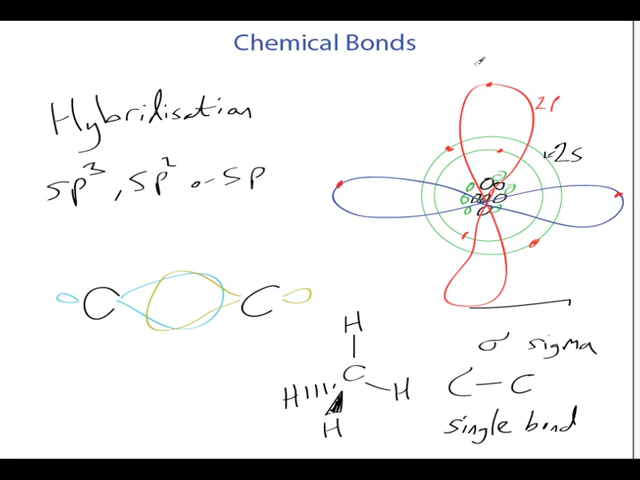 Chemical Bonds
Hybridisation
sp³, sp² or sp
2p
2s
C C
H
C
H H
H
σ sigma
C – C
single bond